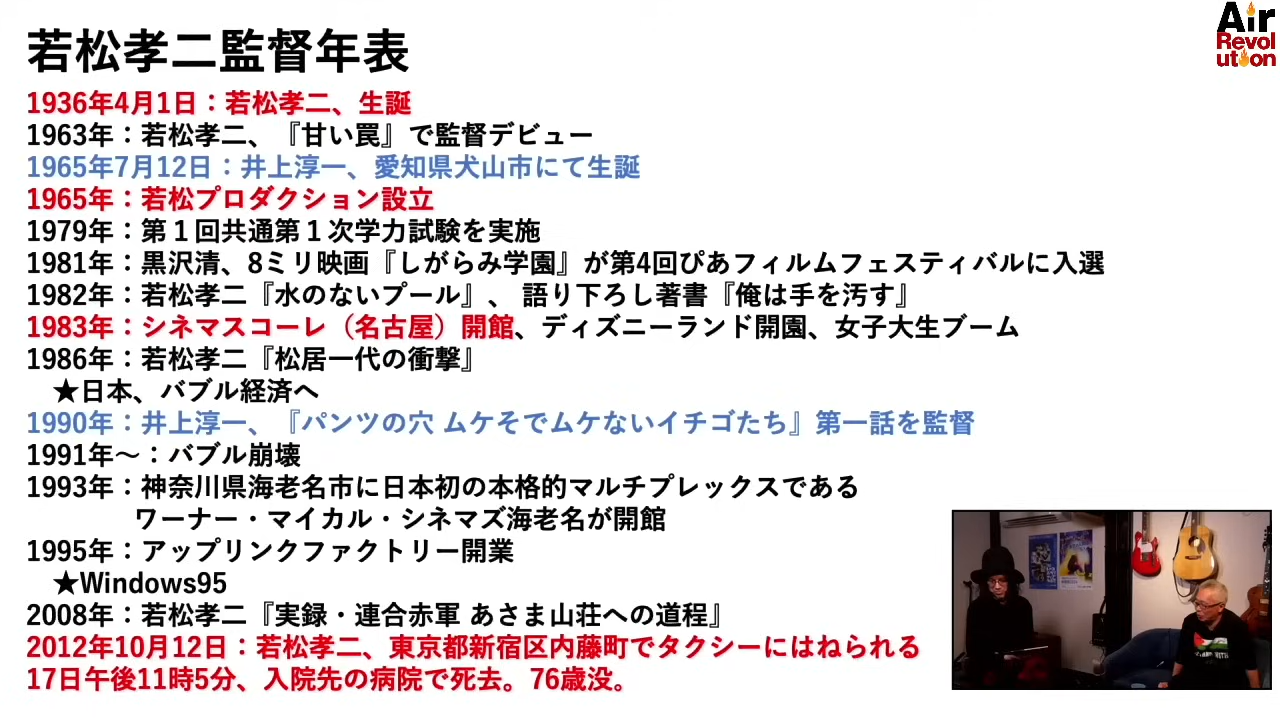 若松孝二監督年表
Air
Revol
ution
1936年4月1日：若松孝二、生誕
1963年：若松孝二、『甘い罠』で監督デビュー
1965年7月12日：井上淳一、愛知県犬山市にて生誕
1965年：若松プロダクション設立
1979年：第１回共通第１次学力試験を実施
1981年：黒沢清、8ミリ映画『しがらみ学園』が第4回ぴあフィルムフェスティバルに入選
1982年：若松孝二『水のないプール』、 語り下ろし著書『俺は手を汚す』
1983年：シネマスコーレ（名古屋）開館、ディズニーランド開園、女子大生ブーム
1986年：若松孝二『松居一代の衝撃』
★日本、バブル経済へ
1990年：井上淳一、『パンツの穴 ムケそでムケないイチゴたち』第一話を監督
1991年〜：バブル崩壊
1993年：神奈川県海老名市に日本初の本格的マルチプレックスである
ワーナー・マイカル・シネマズ海老名が開館
1995年：アップリンクファクトリー開業
★Windows95
2008年：若松孝二『実録・連合赤軍 あさま山荘への道程』
2012年10月12日：若松孝二、東京都新宿区内藤町でタクシーにはねられる
17日午後11時5分、入院先の病院で死去。76歳没。